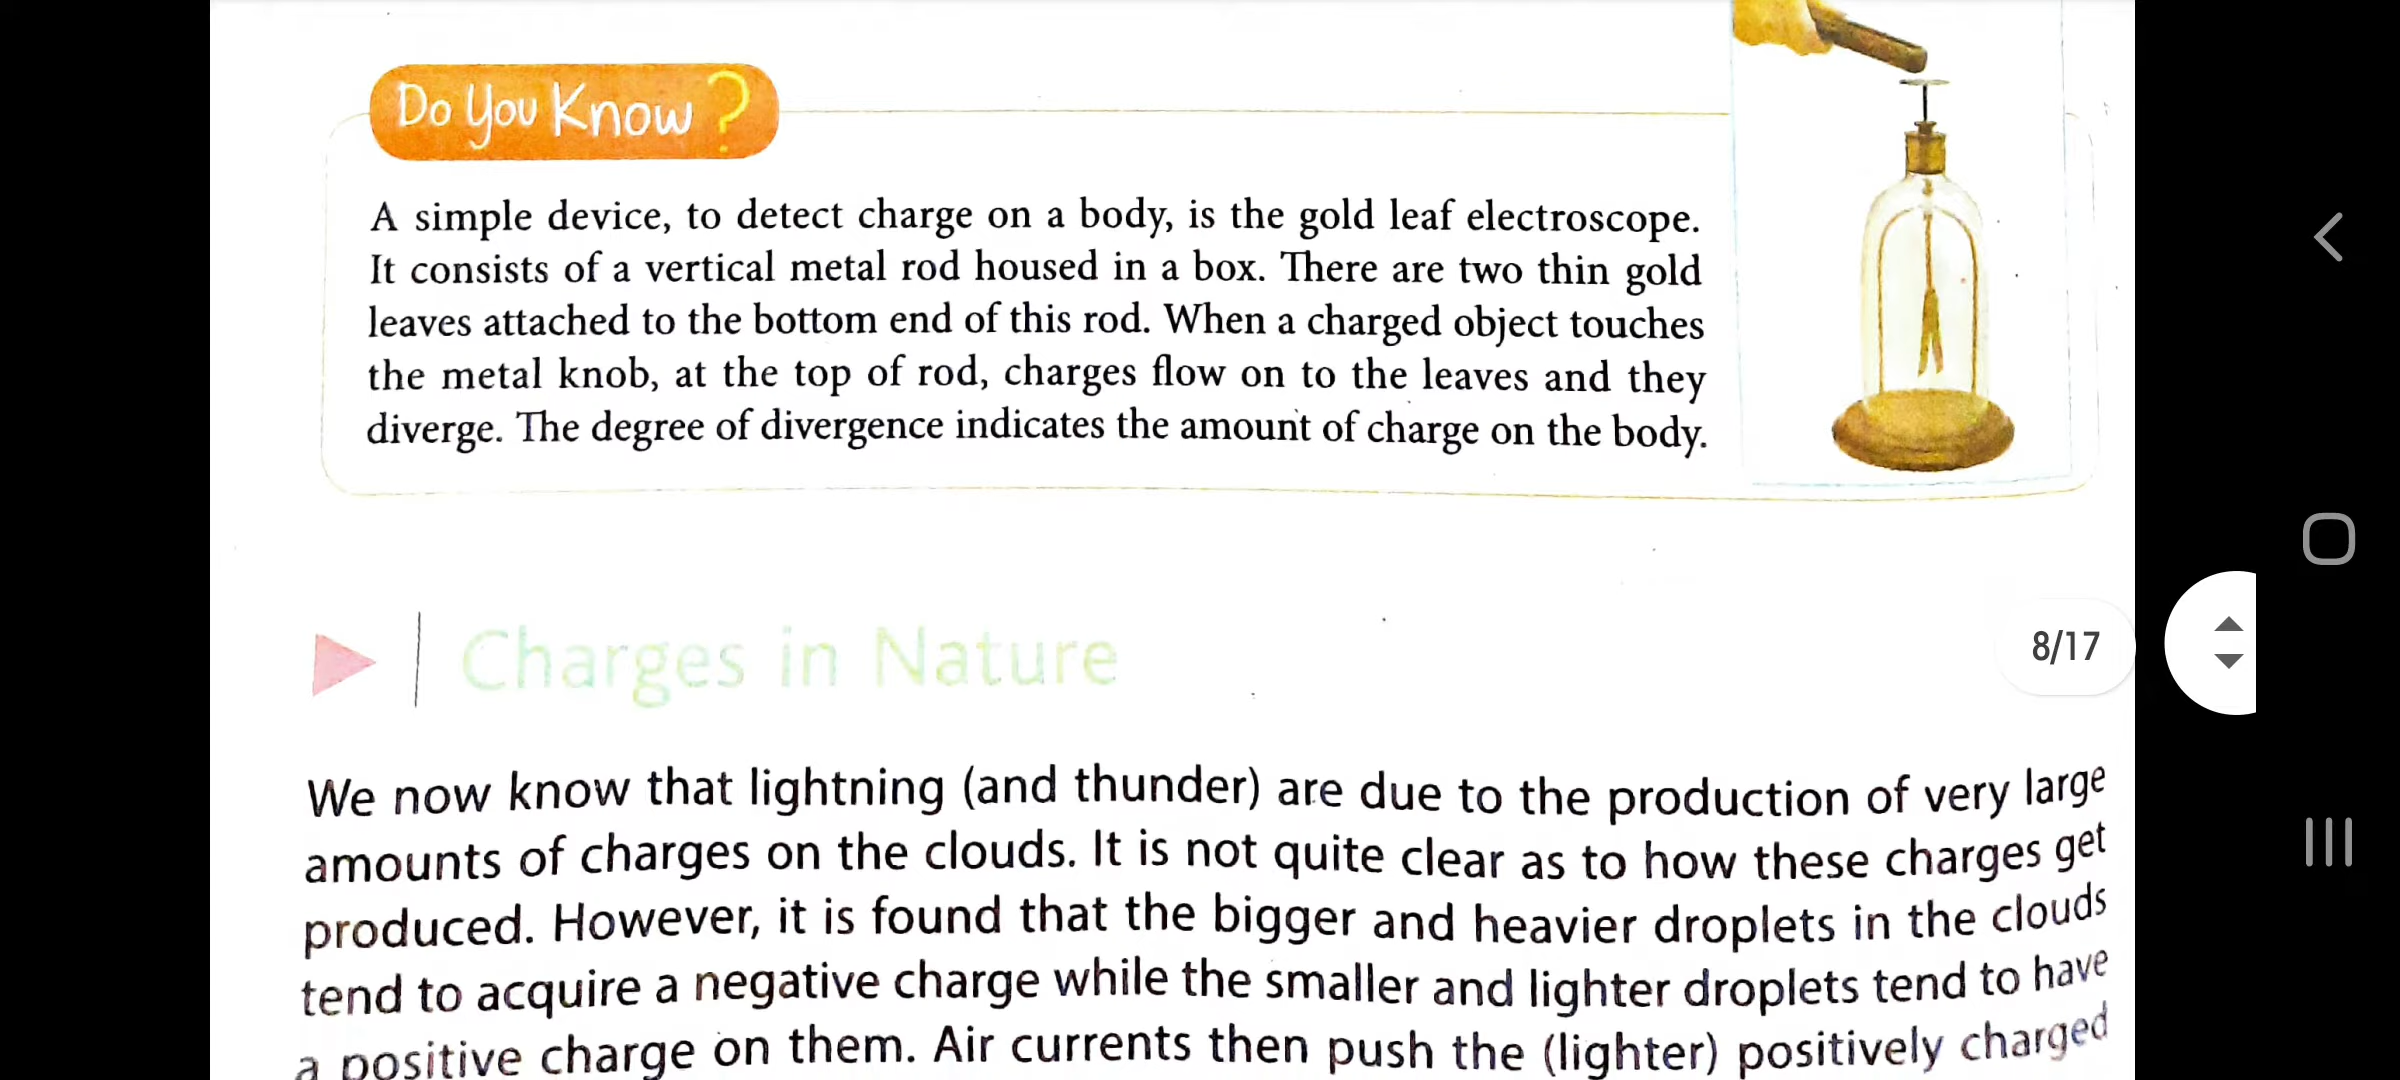 Do You Know?
A simple device, to detect charge on a body, is the gold leaf electroscope.
It consists of a vertical metal rod housed in a box. There are two thin gold
leaves attached to the bottom end of this rod. When a charged object touches
the metal knob, at the top of rod, charges flow on to the leaves and they
diverge. The degree of divergence indicates the amount of charge on the body.
Charges in Nature
8/17
We now know that lightning (and thunder) are due to the production of very large
amounts of charges on the clouds. It is not quite clear as to how these charges get
produced. However, it is found that the bigger and heavier droplets in the clouds
tend to acquire a negative charge while the smaller and lighter droplets tend to have
a positive charge on them. Air currents then push the (lighter) positively charged